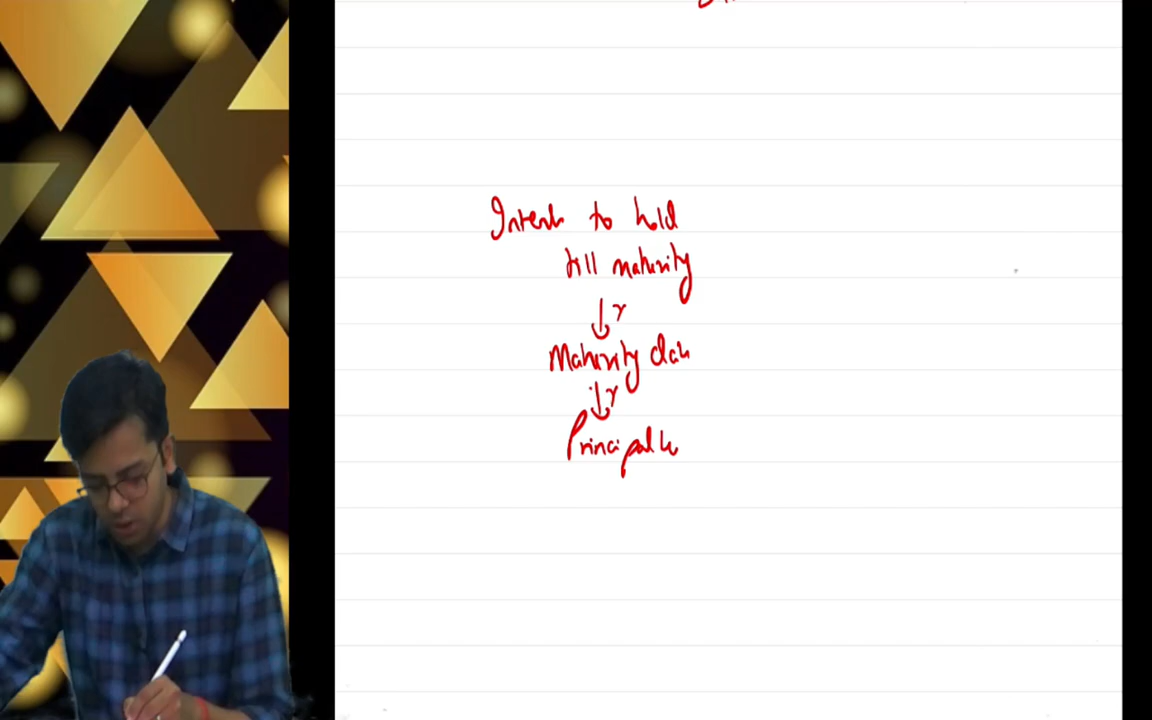 Intent to hold
till maturity
↓ Y
Maturity date
↓ Y
Principal &